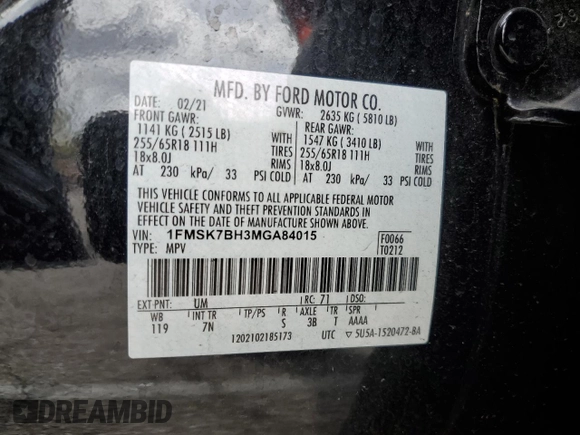 MFD. BY FORD MOTOR CO.
DATE: 02/21 GVWR: 2635 KG ( 5810 LB)
FRONT GAWR: REAR GAWR:
1141 KG ( 2515 LB) WITH 1547 KG ( 3410 LB) WITH
255/65R18 111H TIRES 255/65R18 111H TIRES
18x8.0J RIMS 18x8.0J RIMS
AT 230 kPa/ 33 PSI COLD AT 230 kPa/ 33 PSI COLD
THIS VEHICLE CONFORMS TO ALL APPLICABLE FEDERAL MOTOR
VEHICLE SAFETY AND THEFT PREVENTION STANDARDS IN
EFFECT ON THE DATE OF MANUFACTURE SHOWN ABOVE.
VIN: 1FMSK7BH3MGA84015
TYPE: MPV
F0066
T0212
EXT PNT: UM RC: 71 DSO:
WB INT TR TP/PS R AXLE TR SPR
119 7N S 3B T AAAA
1202102185173 UTC ▽ 5U5A-1520472-BA
DREAMBID